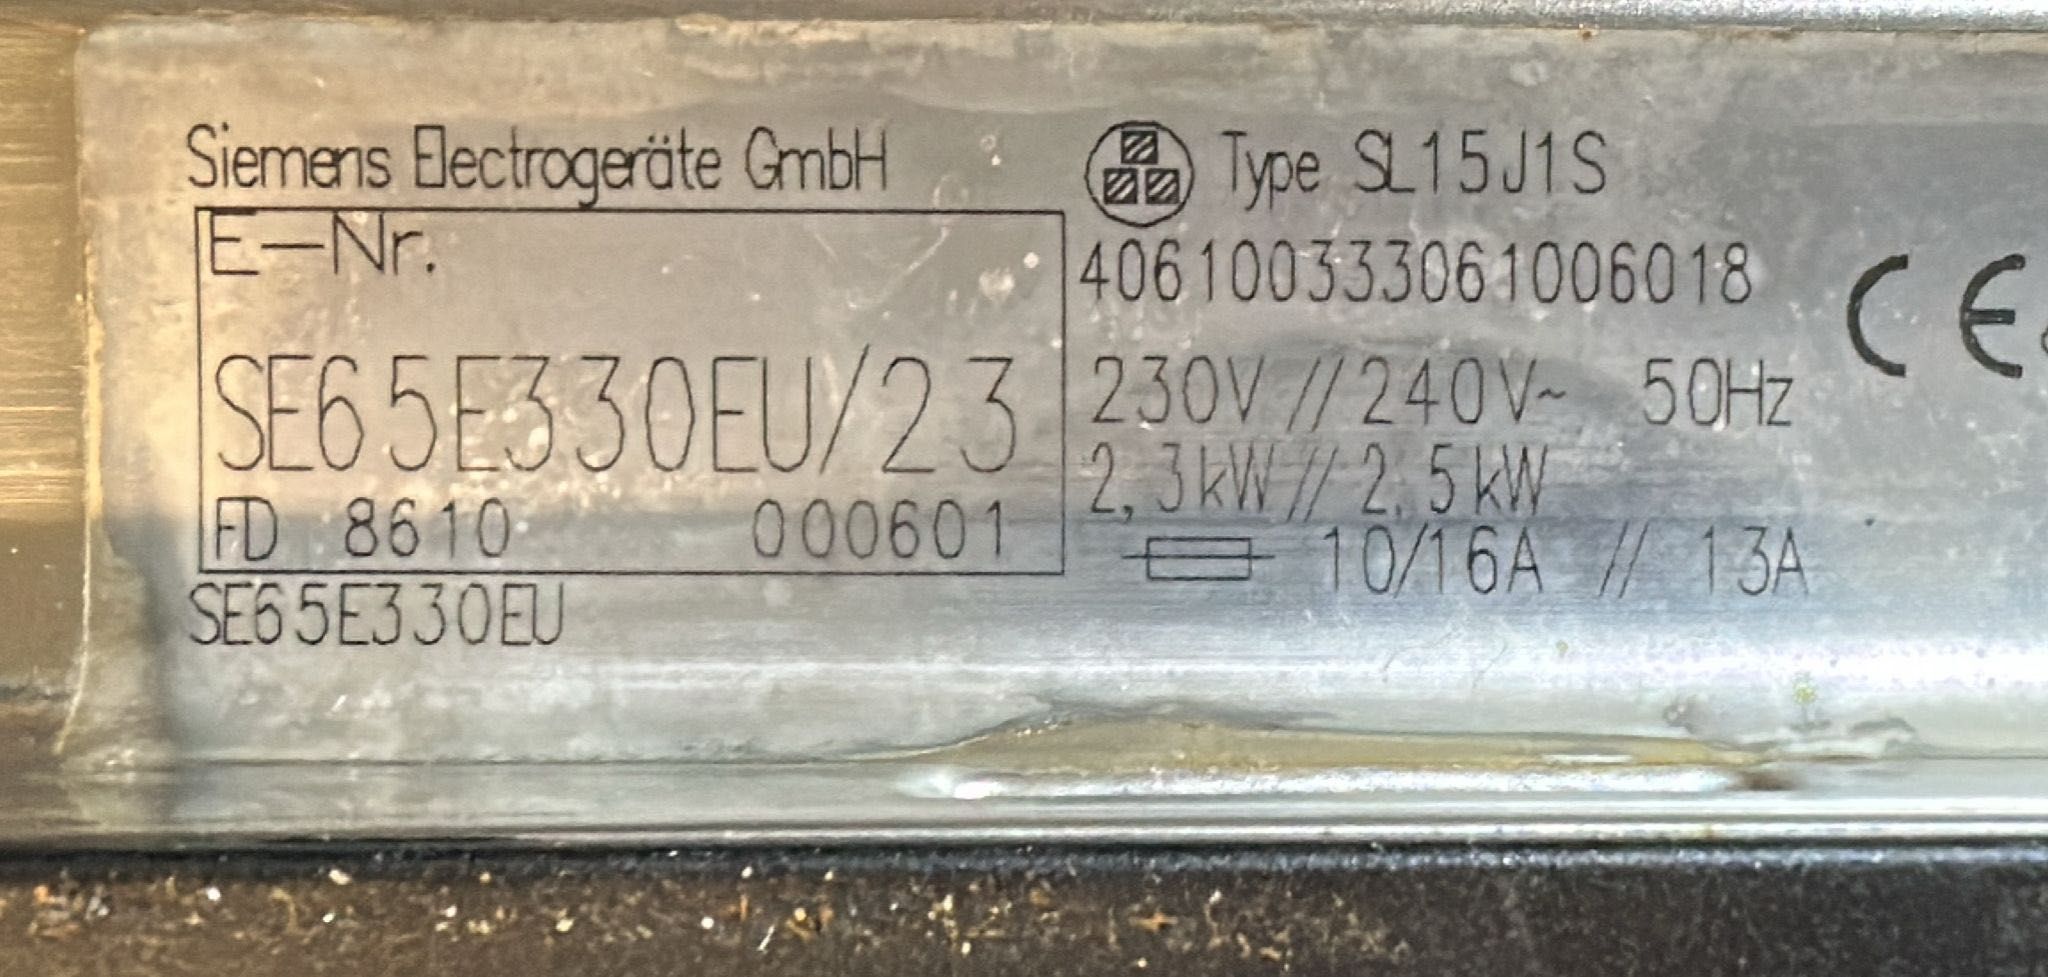 Siemens Electrogeräte GmbH
E-Nr.
SE65E330EU/23
FD 8610 000601
SE65E330EU
Type SL15J1S
406100333061006018
230V//240V~ 50Hz
2,3kW//2,5kW
10/16A // 13A
CE